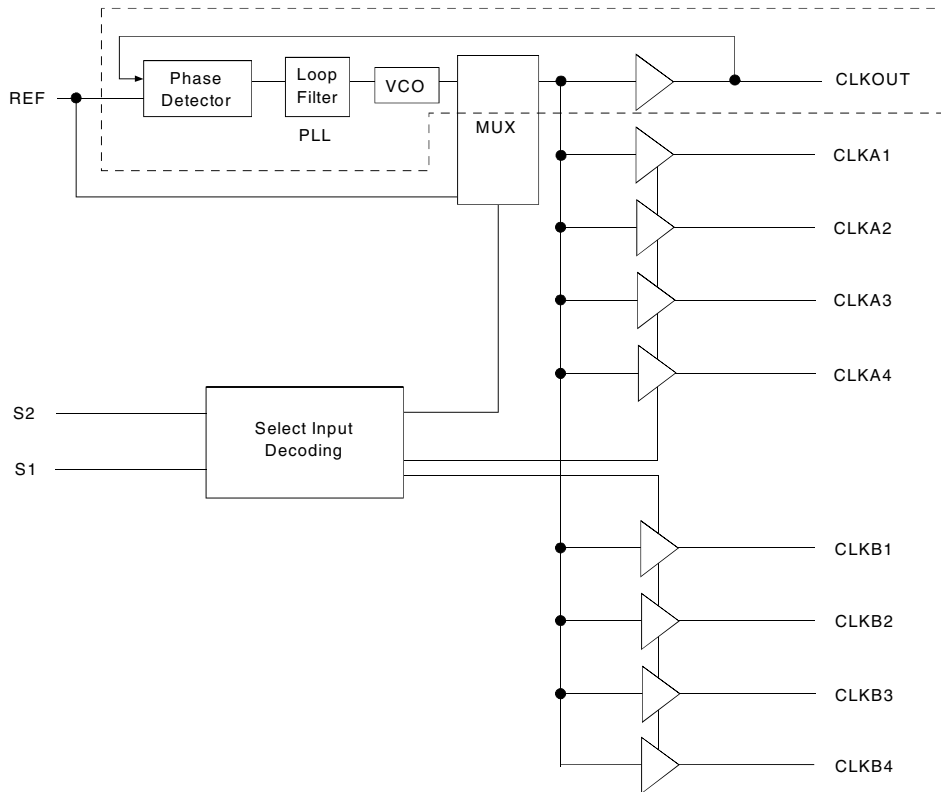 REF
Phase
Detector
Loop
Filter
VCO
PLL
MUX
CLKOUT
CLKA1
CLKA2
CLKA3
CLKA4
S2
S1
Select Input
Decoding
CLKB1
CLKB2
CLKB3
CLKB4